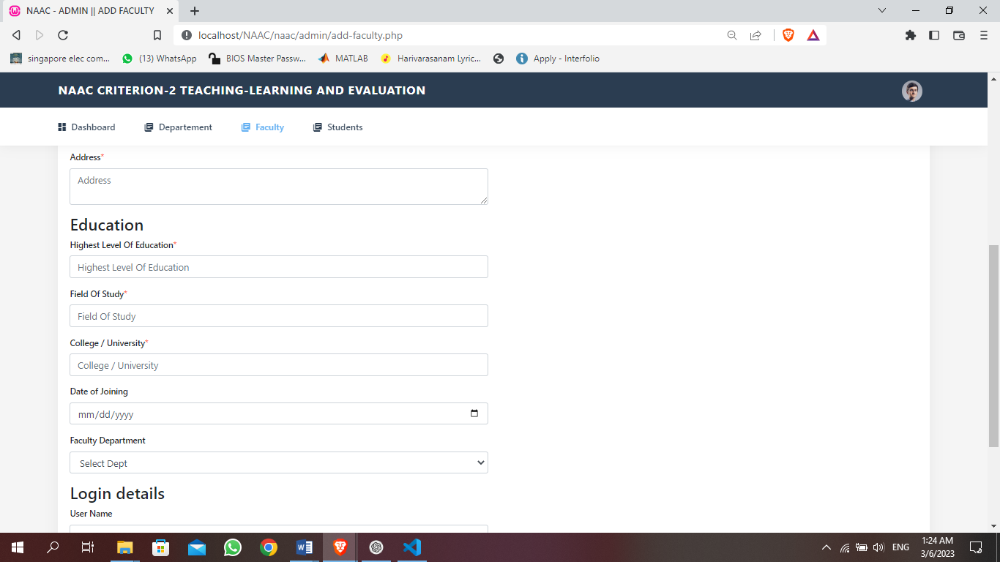 NAAC - ADMIN || ADD FACULTY
localhost/NAAC/naac/admin/add-faculty.php
singapore elec com...
(13) WhatsApp
BIOS Master Passw...
MATLAB
Harivarasanam Lyric...
Apply - Interfolio
NAAC CRITERION-2 TEACHING-LEARNING AND EVALUATION
Dashboard
Departement
Faculty
Students
Address*
Address
Education
Highest Level Of Education*
Highest Level Of Education
Field Of Study*
Field Of Study
College / University*
College / University
Date of Joining
mm/dd/yyyy
Faculty Department
Select Dept
Login details
User Name
ENG
1:24 AM
3/6/2023